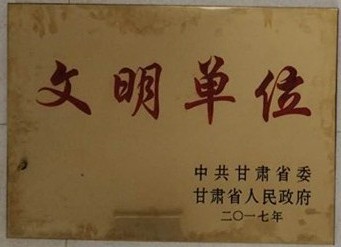 文明单位
中共甘肃省委
甘肃省人民政府
二〇一七年